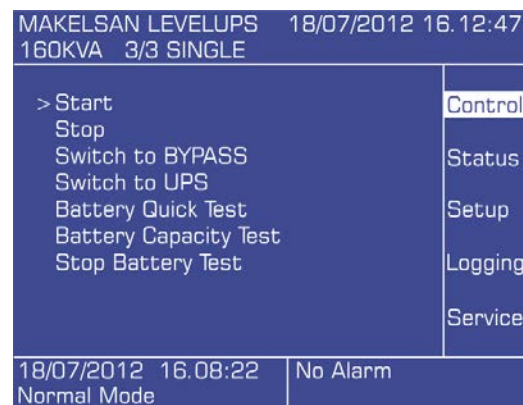 MAKELSAN LEVELUPS 18/07/2012 16.12:47
160KVA 3/3 SINGLE
> Start
Stop
Switch to BYPASS
Switch to UPS
Battery Quick Test
Battery Capacity Test
Stop Battery Test
Control
Status
Setup
Logging
Service
18/07/2012 16.08:22
Normal Mode
No Alarm